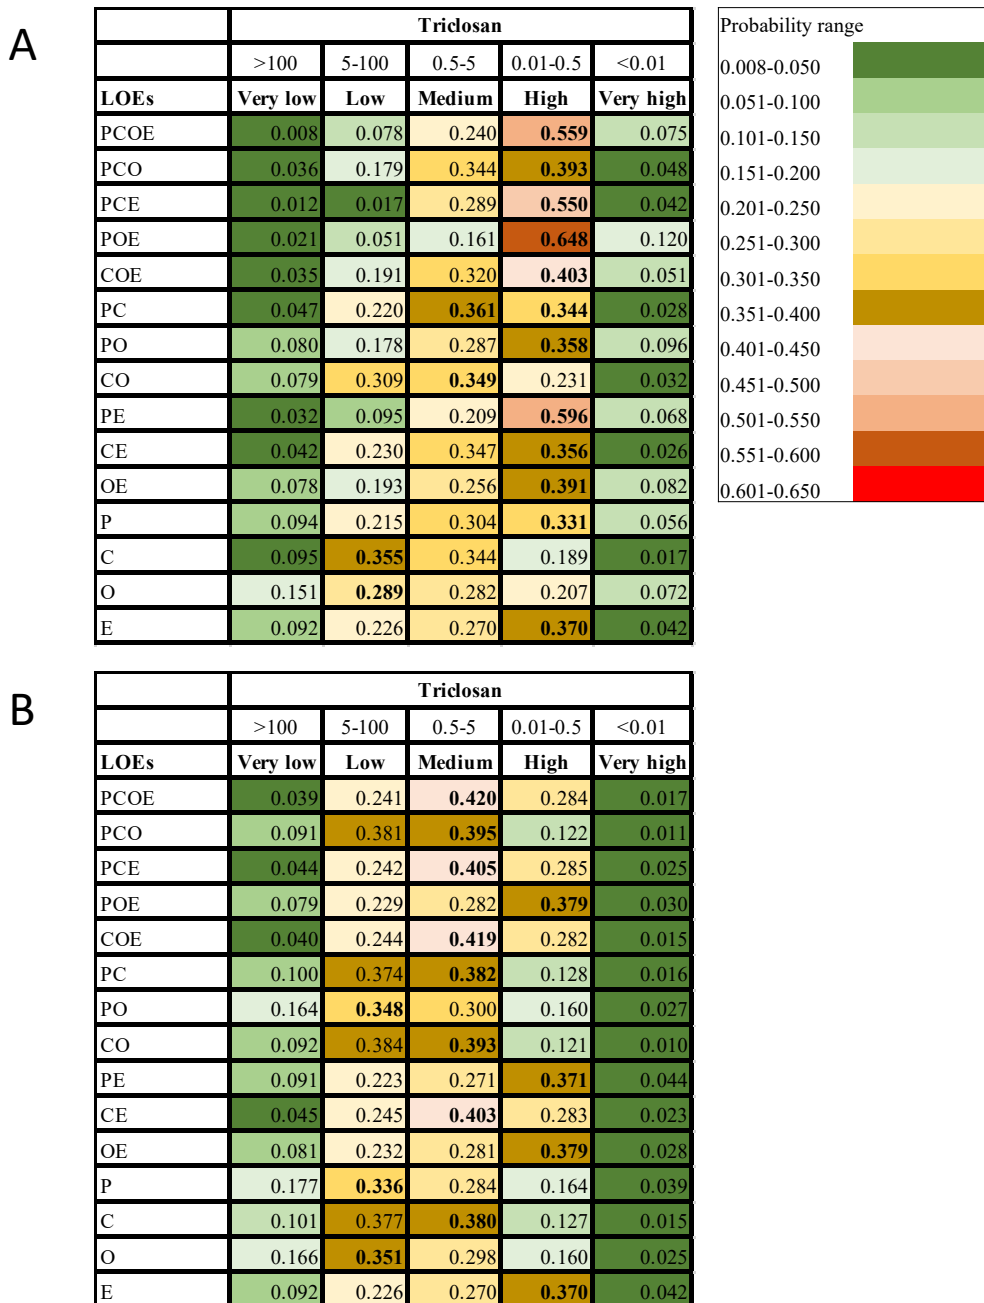 A
Triclosan
>100 5-100 0.5-5 0.01-0.5 <0.01
LOEs Very low Low Medium High Very high
PCOE 0.008 0.078 0.240 0.559 0.075
PCO 0.036 0.179 0.344 0.393 0.048
PCE 0.012 0.017 0.289 0.550 0.042
POE 0.021 0.051 0.161 0.648 0.120
COE 0.035 0.191 0.320 0.403 0.051
PC 0.047 0.220 0.361 0.344 0.028
PO 0.080 0.178 0.287 0.358 0.096
CO 0.079 0.309 0.349 0.231 0.032
PE 0.032 0.095 0.209 0.596 0.068
CE 0.042 0.230 0.347 0.356 0.026
OE 0.078 0.193 0.256 0.391 0.082
P 0.094 0.215 0.304 0.331 0.056
C 0.095 0.355 0.344 0.189 0.017
O 0.151 0.289 0.282 0.207 0.072
E 0.092 0.226 0.270 0.370 0.042
Probability range
0.008-0.050
0.051-0.100
0.101-0.150
0.151-0.200
0.201-0.250
0.251-0.300
0.301-0.350
0.351-0.400
0.401-0.450
0.451-0.500
0.501-0.550
0.551-0.600
0.601-0.650
B
Triclosan
>100 5-100 0.5-5 0.01-0.5 <0.01
LOEs Very low Low Medium High Very high
PCOE 0.039 0.241 0.420 0.284 0.017
PCO 0.091 0.381 0.395 0.122 0.011
PCE 0.044 0.242 0.405 0.285 0.025
POE 0.079 0.229 0.282 0.379 0.030
COE 0.040 0.244 0.419 0.282 0.015
PC 0.100 0.374 0.382 0.128 0.016
PO 0.164 0.348 0.300 0.160 0.027
CO 0.092 0.384 0.393 0.121 0.010
PE 0.091 0.223 0.271 0.371 0.044
CE 0.045 0.245 0.403 0.283 0.023
OE 0.081 0.232 0.281 0.379 0.028
P 0.177 0.336 0.284 0.164 0.039
C 0.101 0.377 0.380 0.127 0.015
O 0.166 0.351 0.298 0.160 0.025
E 0.092 0.226 0.270 0.370 0.042